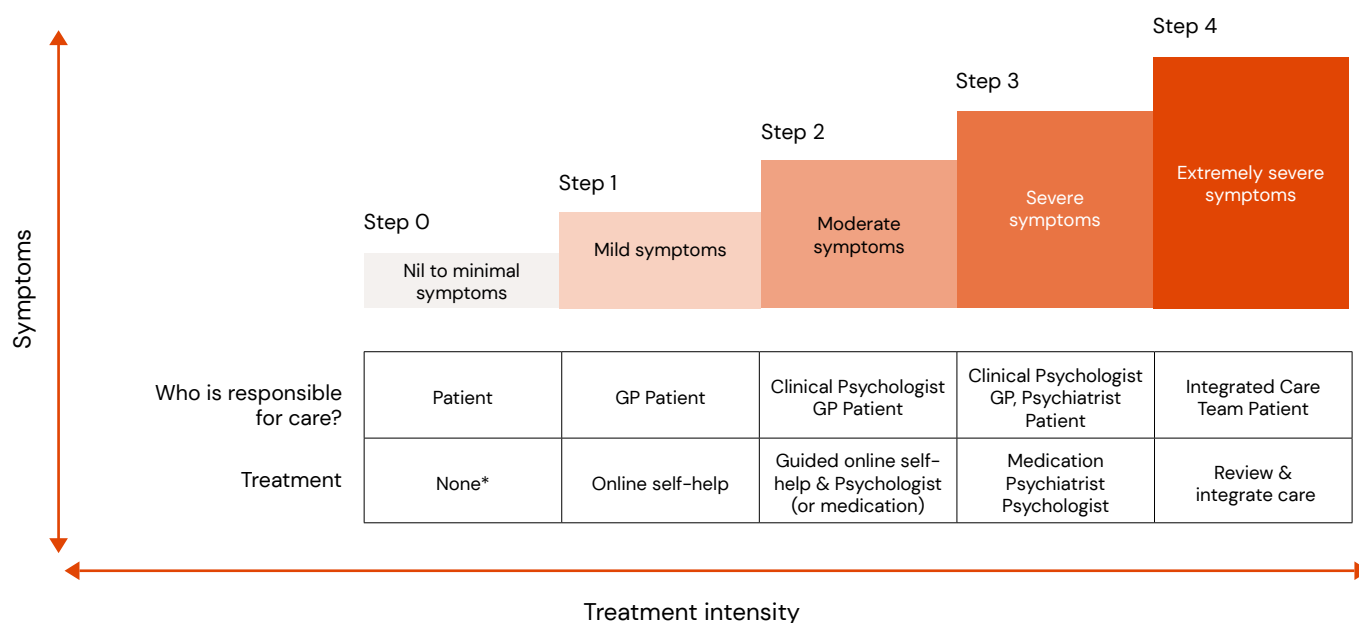 Step 4
Step 3
Step 2
Step 1
Step 0
Extremely severe
symptoms
Severe
symptoms
Moderate
symptoms
Mild symptoms
Nil to minimal
symptoms
Symptoms
Who is responsible
for care?
Patient
GP Patient
Clinical Psychologist
GP Patient
Clinical Psychologist
GP, Psychiatrist
Patient
Integrated Care
Team Patient
Treatment
None*
Online self-help
Guided online self-
help & Psychologist
(or medication)
Medication
Psychiatrist
Psychologist
Review &
integrate care
Treatment intensity